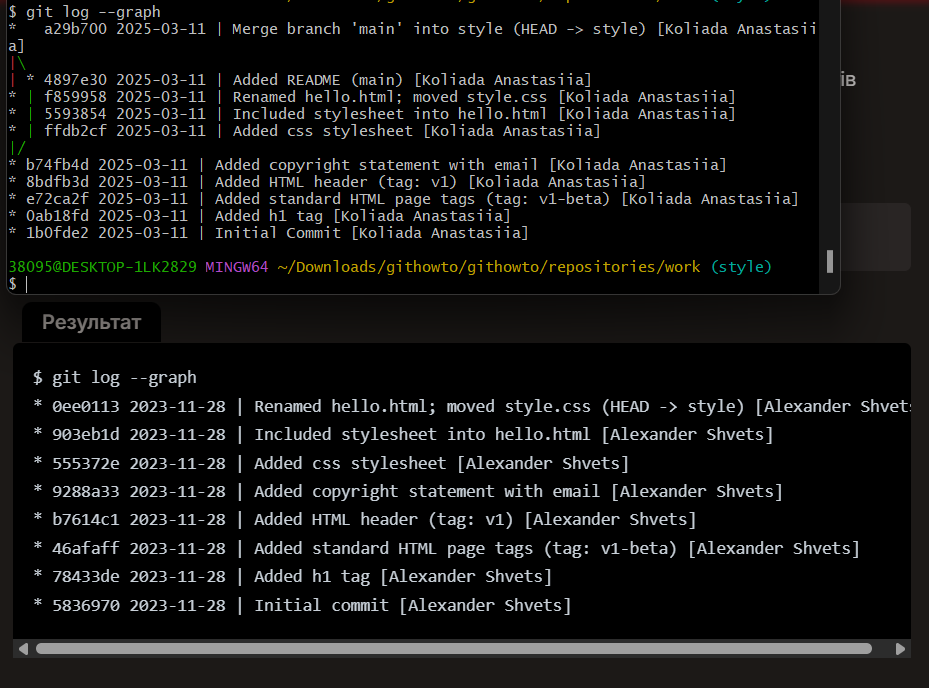 $ git log --graph
*   a29b700 2025-03-11 | Merge branch 'main' into style (HEAD -> style) [Koliada Anastasii
a]
|\
| * 4897e30 2025-03-11 | Added README (main) [Koliada Anastasiia]
* | f859958 2025-03-11 | Renamed hello.html; moved style.css [Koliada Anastasiia]
* | 5593854 2025-03-11 | Included stylesheet into hello.html [Koliada Anastasiia]
* | ffdb2cf 2025-03-11 | Added css stylesheet [Koliada Anastasiia]
|/
* b74fb4d 2025-03-11 | Added copyright statement with email [Koliada Anastasiia]
* 8bdfb3d 2025-03-11 | Added HTML header (tag: v1) [Koliada Anastasiia]
* e72ca2f 2025-03-11 | Added standard HTML page tags (tag: v1-beta) [Koliada Anastasiia]
* 0ab18fd 2025-03-11 | Added h1 tag [Koliada Anastasiia]
* 1b0fde2 2025-03-11 | Initial Commit [Koliada Anastasiia]
38095@DESKTOP-1LK2829 MINGW64 ~/Downloads/githowto/githowto/repositories/work (style)
$
ів
Результат
$ git log --graph
* 0ee0113 2023-11-28 | Renamed hello.html; moved style.css (HEAD -> style) [Alexander Shvets
* 903eb1d 2023-11-28 | Included stylesheet into hello.html [Alexander Shvets]
* 555372e 2023-11-28 | Added css stylesheet [Alexander Shvets]
* 9288a33 2023-11-28 | Added copyright statement with email [Alexander Shvets]
* b7614c1 2023-11-28 | Added HTML header (tag: v1) [Alexander Shvets]
* 46afaff 2023-11-28 | Added standard HTML page tags (tag: v1-beta) [Alexander Shvets]
* 78433de 2023-11-28 | Added h1 tag [Alexander Shvets]
* 5836970 2023-11-28 | Initial commit [Alexander Shvets]